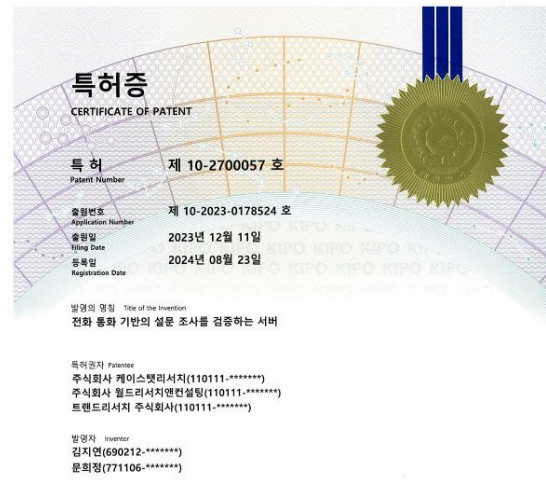 특허증
CERTIFICATE OF PATENT
특 허 제 10-2700057 호
Patent Number
출원번호 제 10-2023-0178524 호
Application Number
출원일 2023년 12월 11일
Filing Date
등록일 2024년 08월 23일
Registration Date
발명의 명칭 Title of the Invention
전화 통화 기반의 설문 조사를 검증하는 서버
특허권자 Patentee
주식회사 케이스탯리서치(110111-*******)
주식회사 월드리서치앤컨설팅(110111-*******)
트랜드리서치 주식회사(110111-*******)
발명자 Inventor
김지연(690212-*******)
문희정(771106-*******)